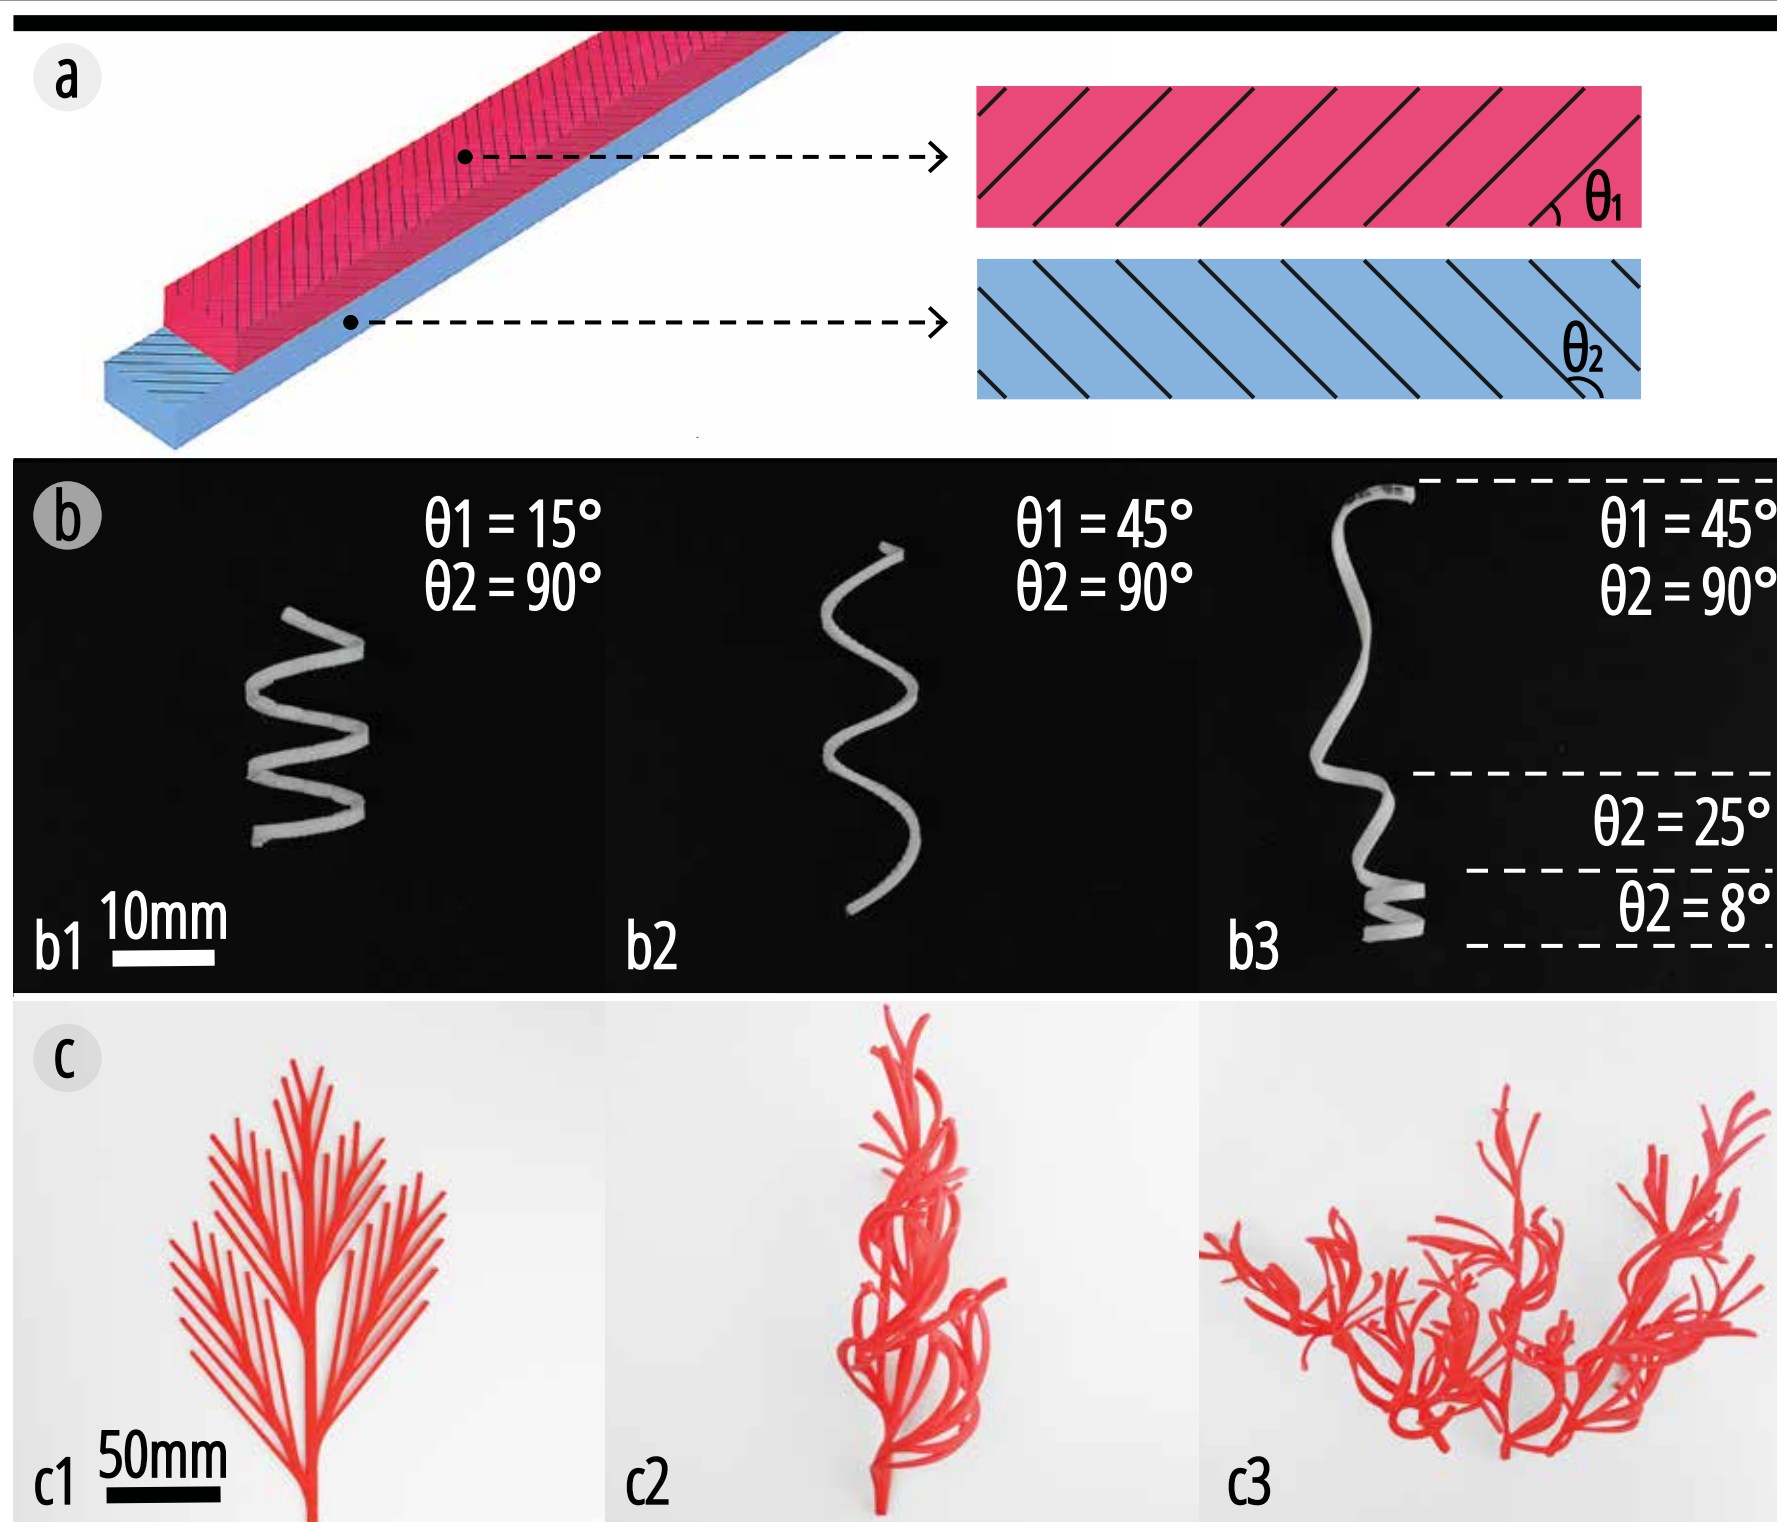 a
θ1
θ2
b
θ1 = 15°
θ2 = 90°
θ1 = 45°
θ2 = 90°
θ1 = 45°
θ2 = 90°
θ2 = 25°
θ2 = 8°
b1
10mm
b2
b3
c
c1
50mm
c2
c3